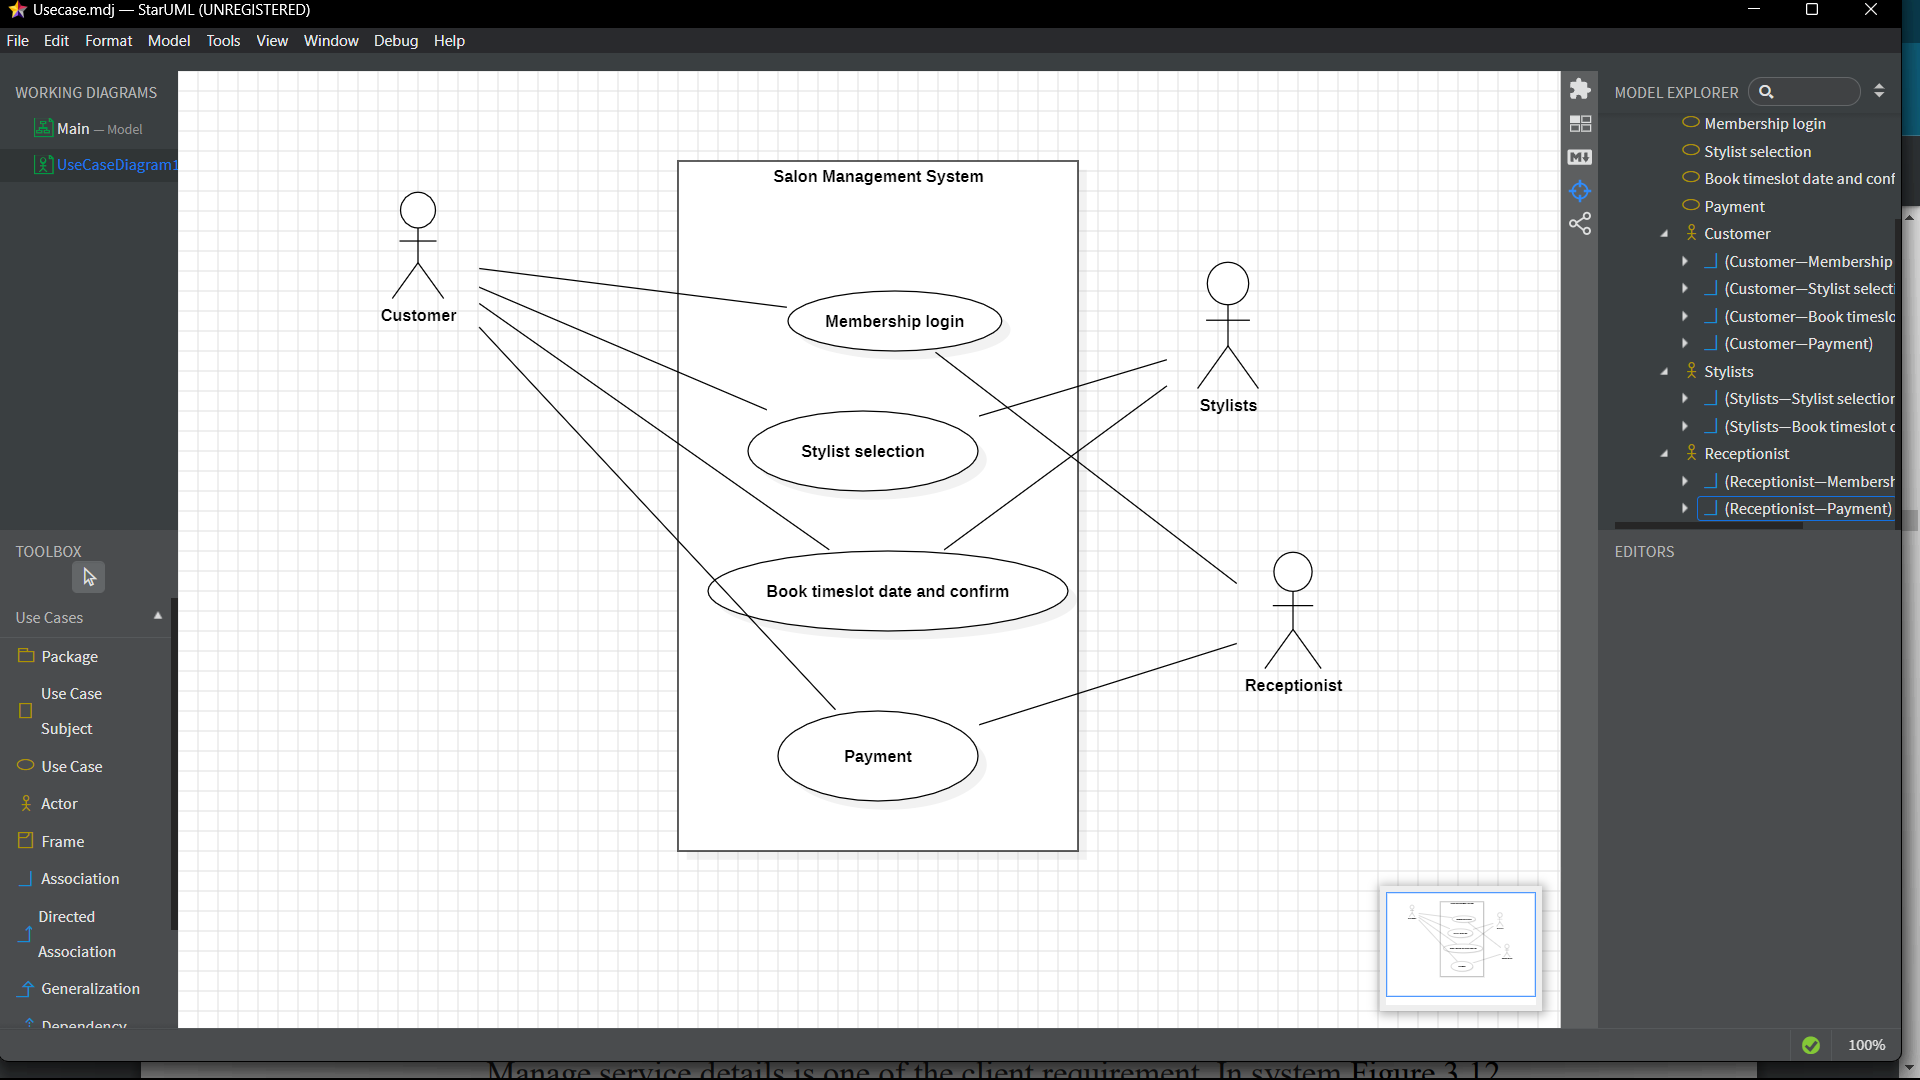 Usecase.mdj — StarUML (UNREGISTERED)
File Edit Format Model Tools View Window Debug Help
WORKING DIAGRAMS
Main — Model
UseCaseDiagram1
TOOLBOX
Use Cases
Package
Use Case
Subject
Use Case
Actor
Frame
Association
Directed
Association
Generalization
Dependency
Salon Management System
Customer
Membership login
Stylist selection
Stylists
Book timeslot date and confirm
Receptionist
Payment
MODEL EXPLORER
Membership login
Stylist selection
Book timeslot date and conf
Payment
Customer
(Customer—Membership
(Customer—Stylist select
(Customer—Book timeslo
(Customer—Payment)
Stylists
(Stylists—Stylist selection
(Stylists—Book timeslot d
Receptionist
(Receptionist—Membersh
(Receptionist—Payment)
EDITORS
100%
Manage service details is one of the client requirement. In system Figure 3.12